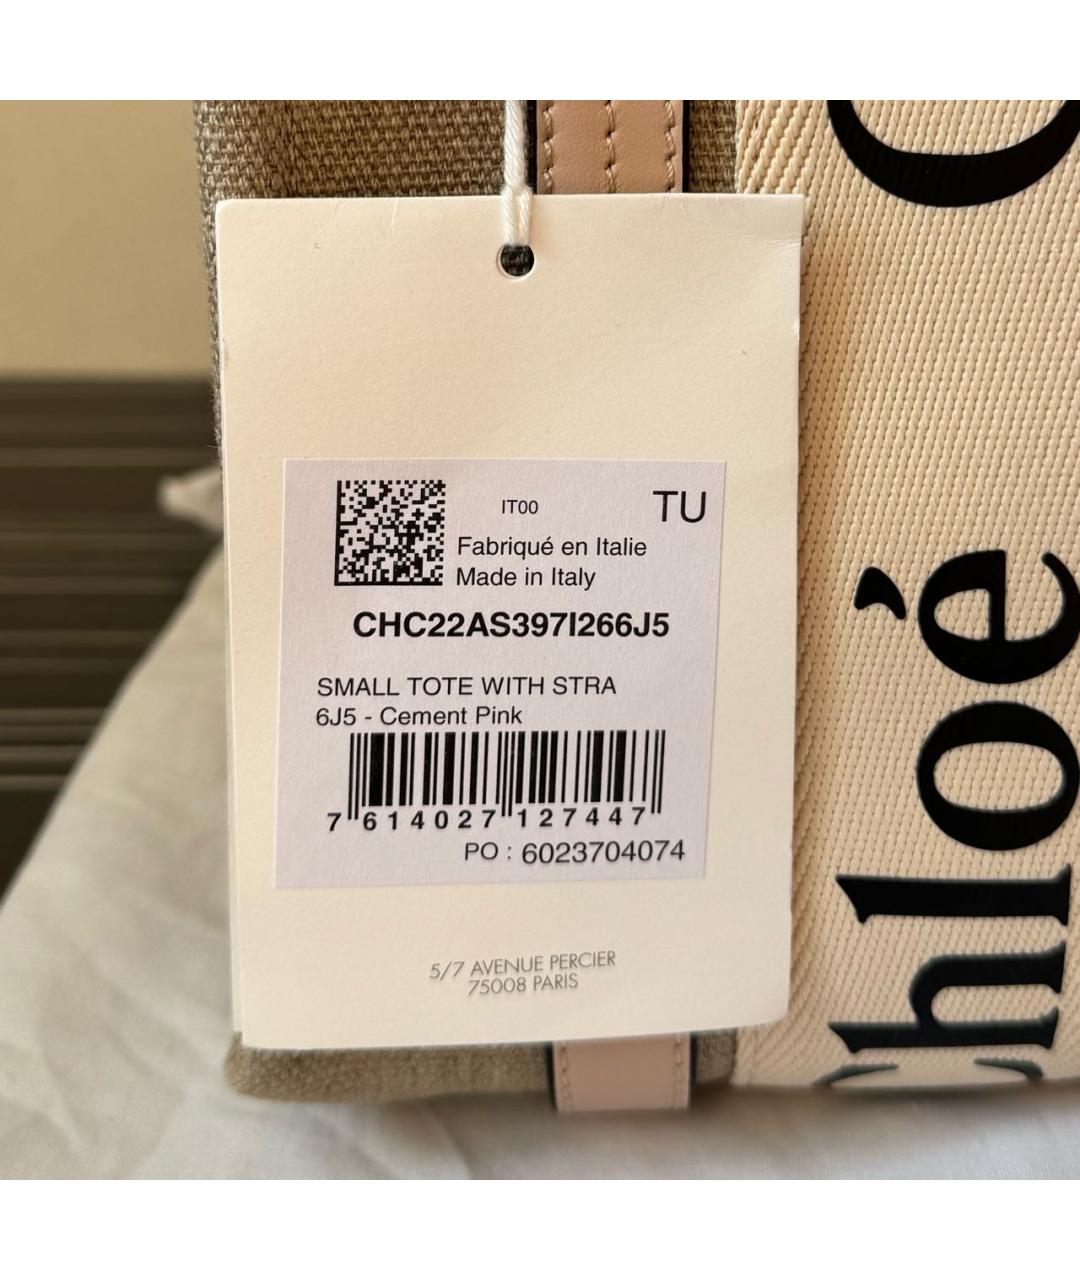 IT00
TU
Fabriqué en Italie
Made in Italy
CHC22AS397I266J5
SMALL TOTE WITH STRA
6J5 - Cement Pink
7 614027 127447
PO : 6023704074
5/7 AVENUE PERCIER
75008 PARIS
Chloé